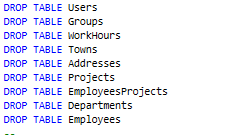 DROP TABLE Users
DROP TABLE Groups
DROP TABLE WorkHours
DROP TABLE Towns
DROP TABLE Addresses
DROP TABLE Projects
DROP TABLE EmployeesProjects
DROP TABLE Departments
DROP TABLE Employees